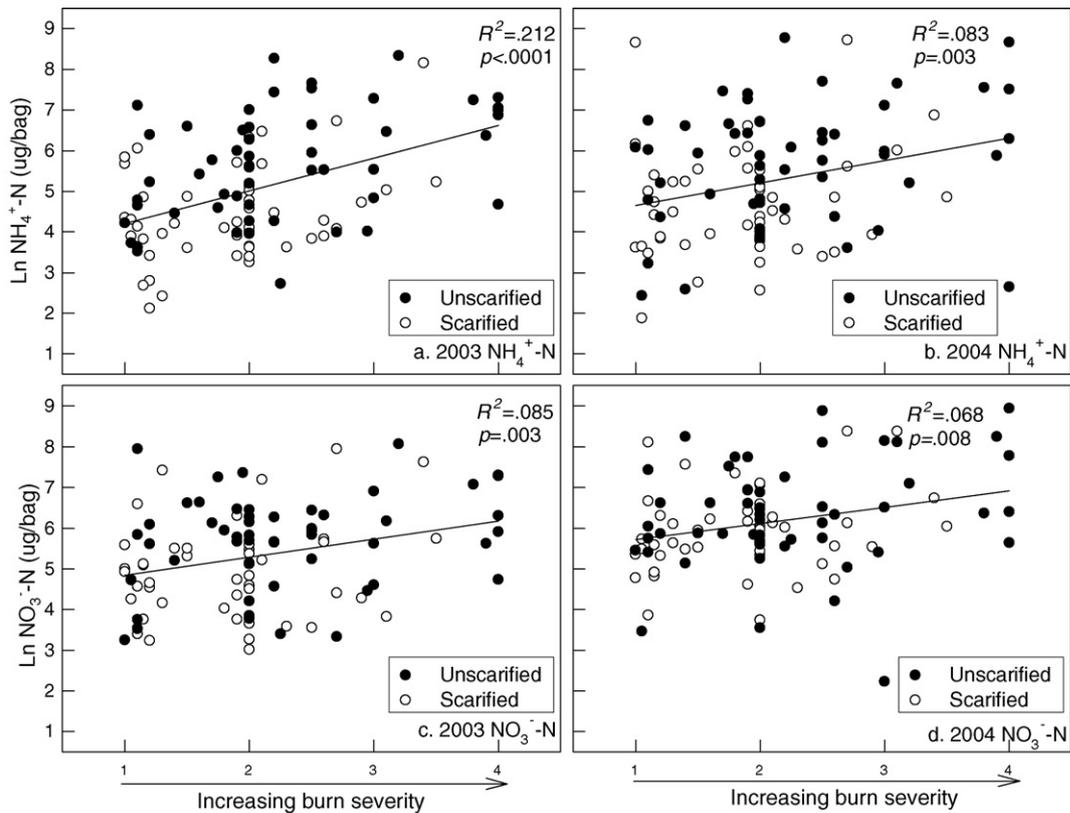 9
8
7
6
5
4
3
2
1
Ln NH₄⁺-N (ug/bag)
R²=.212
p<.0001
Unscarified
Scarified
a. 2003 NH₄⁺-N
R²=.083
p=.003
Unscarified
Scarified
b. 2004 NH₄⁺-N
9
8
7
6
5
4
3
2
1
Ln NO₃⁻-N (ug/bag)
R²=.085
p=.003
Unscarified
Scarified
c. 2003 NO₃⁻-N
1 2 3 4
Increasing burn severity
R²=.068
p=.008
Unscarified
Scarified
d. 2004 NO₃⁻-N
1 2 3 4
Increasing burn severity